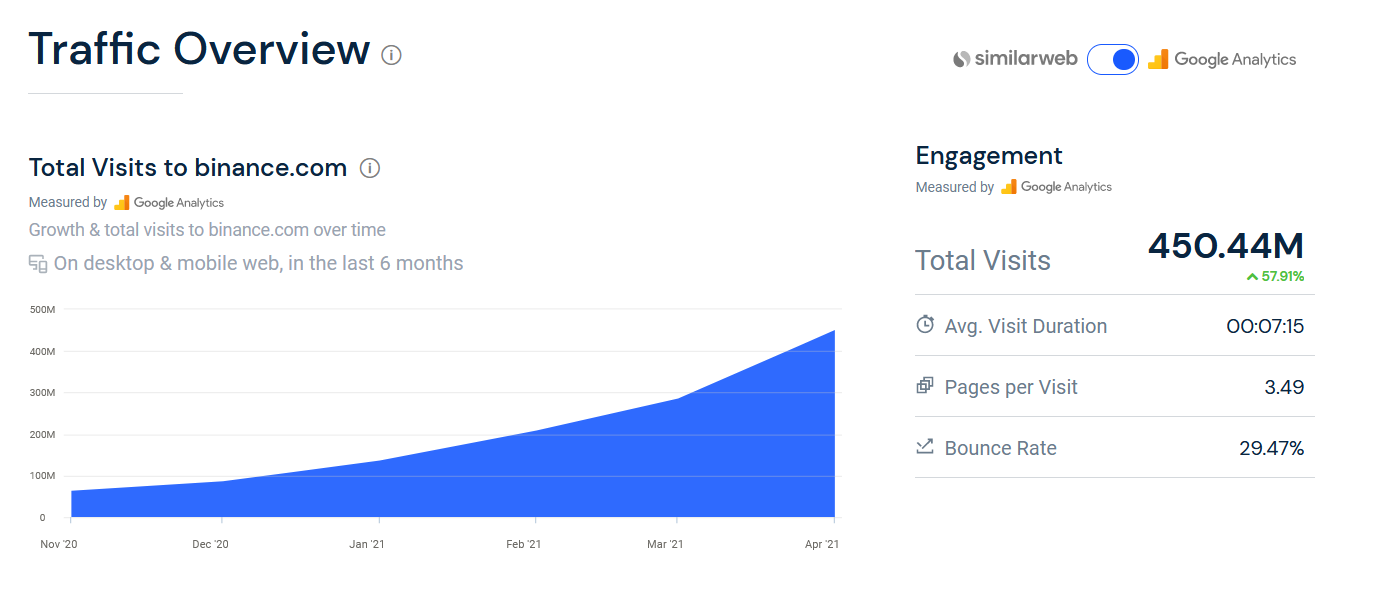 Traffic Overview
similarweb Google Analytics
Total Visits to binance.com
Measured by Google Analytics
Growth & total visits to binance.com over time
On desktop & mobile web, in the last 6 months
500M
400M
300M
200M
100M
0
Nov '20 Dec '20 Jan '21 Feb '21 Mar '21 Apr '21
Engagement
Measured by Google Analytics
Total Visits 450.44M
57.91%
Avg. Visit Duration 00:07:15
Pages per Visit 3.49
Bounce Rate 29.47%